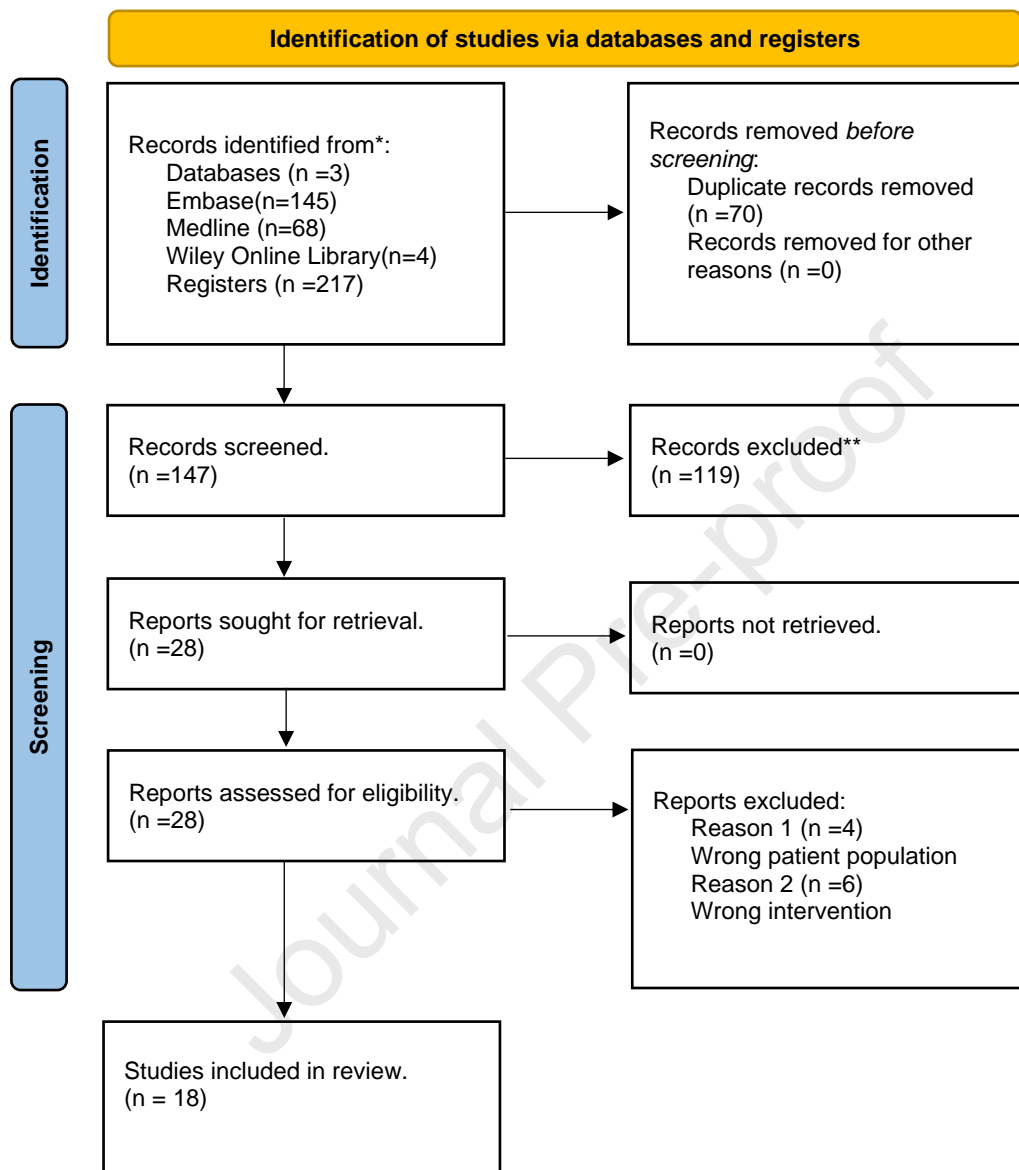 Identification of studies via databases and registers
Identification
Records identified from*:
Databases (n =3)
Embase(n=145)
Medline (n=68)
Wiley Online Library(n=4)
Registers (n =217)
Records removed before
screening:
Duplicate records removed
(n =70)
Records removed for other
reasons (n =0)
Screening
Records screened.
(n =147)
Records excluded**
(n =119)
Reports sought for retrieval.
(n =28)
Reports not retrieved.
(n =0)
Reports assessed for eligibility.
(n =28)
Reports excluded:
Reason 1 (n =4)
Wrong patient population
Reason 2 (n =6)
Wrong intervention
Studies included in review.
(n = 18)
Journal Pre-proof